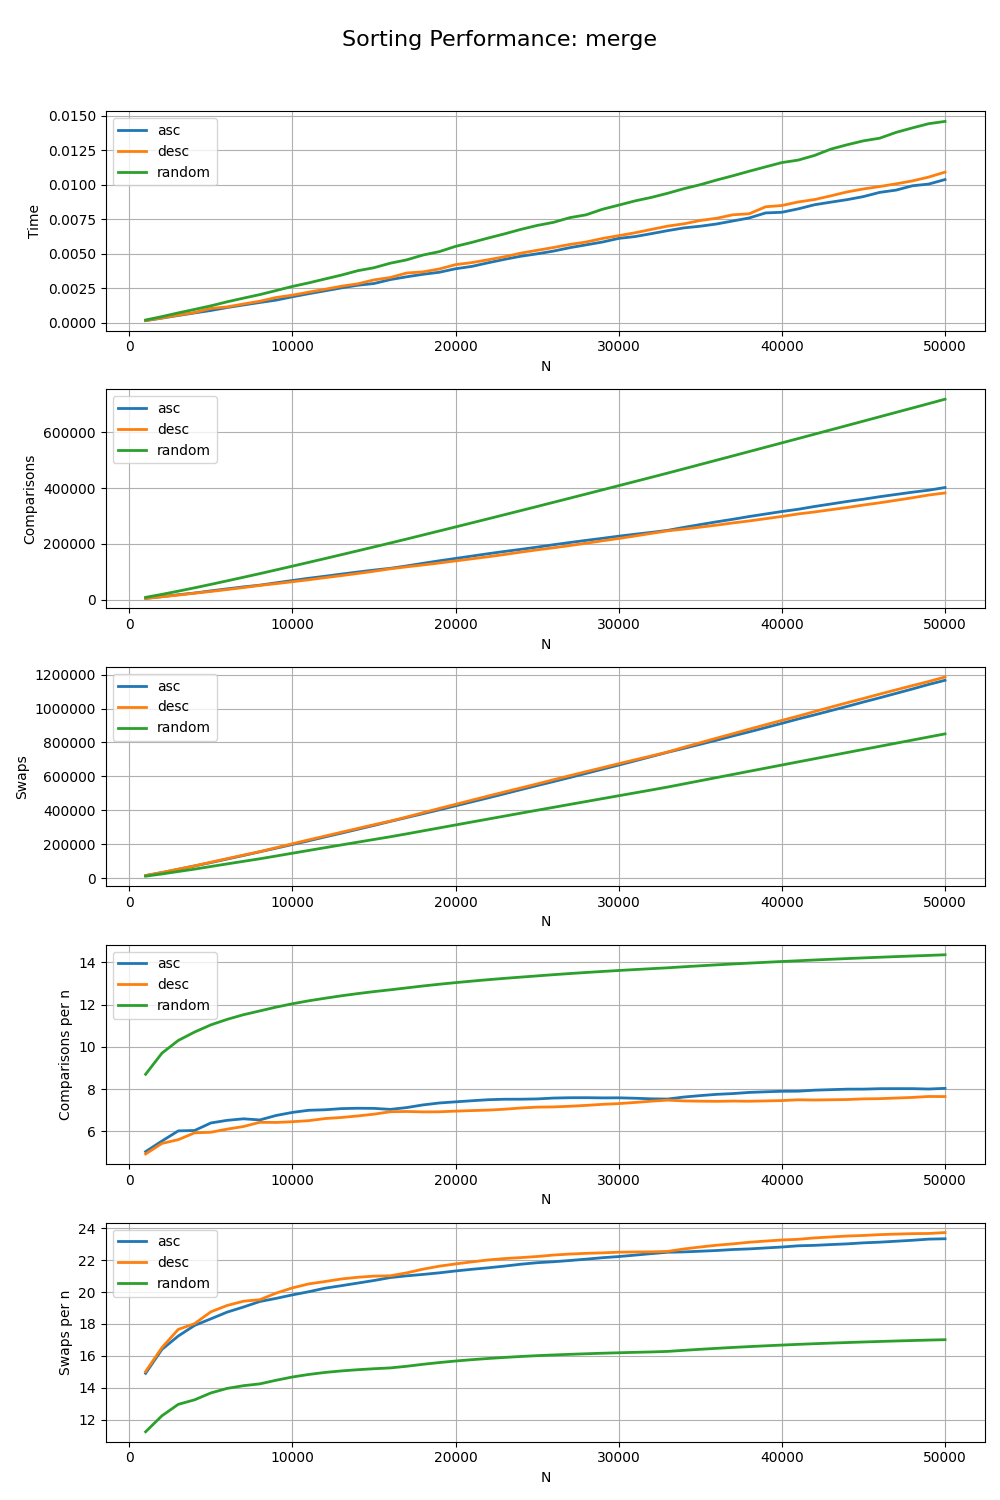 Sorting Performance: merge
0.0150
0.0125
0.0100
0.0075
0.0050
0.0025
0.0000
Time
asc
desc
random
0 10000 20000 30000 40000 50000
N
600000
400000
200000
0
Comparisons
asc
desc
random
0 10000 20000 30000 40000 50000
N
1200000
1000000
800000
600000
400000
200000
0
Swaps
asc
desc
random
0 10000 20000 30000 40000 50000
N
14
12
10
8
6
Comparisons per n
asc
desc
random
0 10000 20000 30000 40000 50000
N
24
22
20
18
16
14
12
Swaps per n
asc
desc
random
0 10000 20000 30000 40000 50000
N